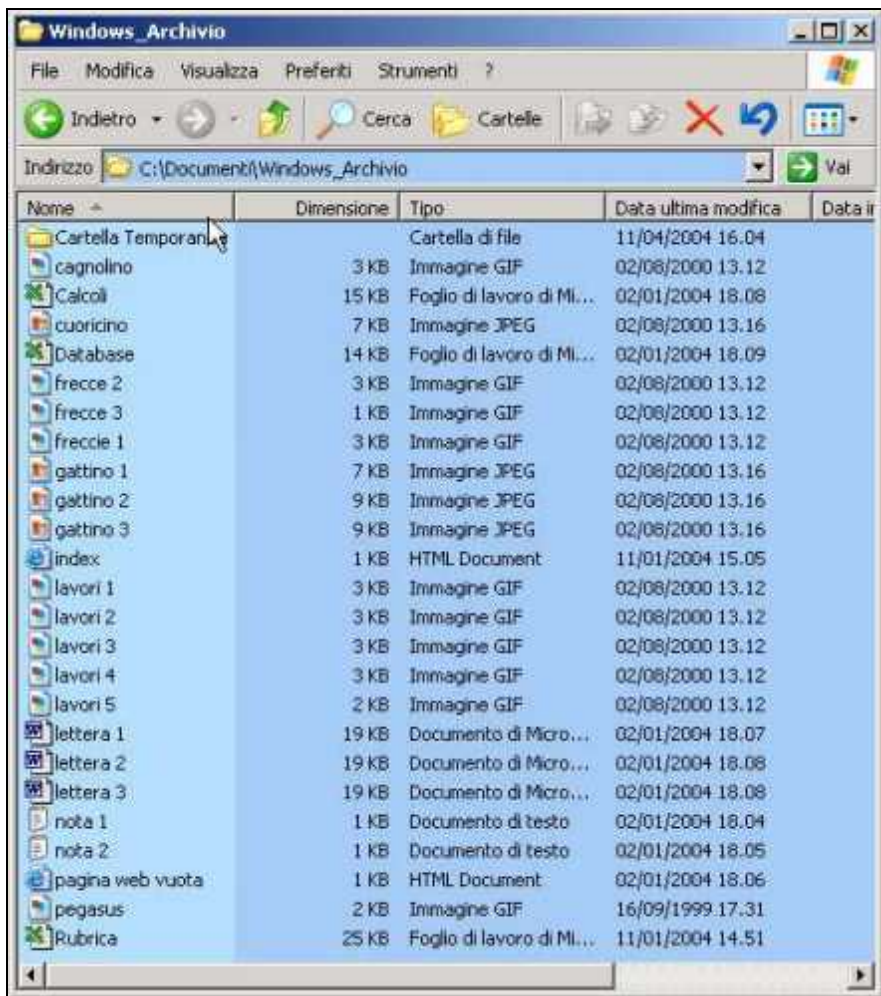 Windows_Archivio
File Modifica Visualizza Preferiti Strumenti ?
Indietro Cerca Cartelle
Indirizzo C:\Documenti\Windows_Archivio Vai
Nome Dimensione Tipo Data ultima modifica Data
Cartella Cartella di file 11/04/2004 16.04
cagnolino 3 KB Immagine GIF 02/08/2000 13.12
Calcoli 15 KB Foglio di lavoro di Mi... 02/01/2004 18.08
cuoricino 7 KB Immagine JPEG 02/08/2000 13.16
Database 14 KB Foglio di lavoro di Mi... 02/01/2004 18.09
frecce 2 3 KB Immagine GIF 02/08/2000 13.12
frecce 3 1 KB Immagine GIF 02/08/2000 13.12
freccie 1 3 KB Immagine GIF 02/08/2000 13.12
gattino 1 7 KB Immagine JPEG 02/08/2000 13.16
gattino 2 9 KB Immagine JPEG 02/08/2000 13.16
gattino 3 9 KB Immagine JPEG 02/08/2000 13.16
index 1 KB HTML Document 11/01/2004 15.05
lavori 1 3 KB Immagine GIF 02/08/2000 13.12
lavori 2 3 KB Immagine GIF 02/08/2000 13.12
lavori 3 3 KB Immagine GIF 02/08/2000 13.12
lavori 4 3 KB Immagine GIF 02/08/2000 13.12
lavori 5 2 KB Immagine GIF 02/08/2000 13.12
lettera 1 19 KB Documento di Micro... 02/01/2004 18.07
lettera 2 19 KB Documento di Micro... 02/01/2004 18.08
lettera 3 19 KB Documento di Micro... 02/01/2004 18.08
nota 1 1 KB Documento di testo 02/01/2004 18.04
nota 2 1 KB Documento di testo 02/01/2004 18.05
pagina web vuota 1 KB HTML Document 02/01/2004 18.06
pegasus 2 KB Immagine GIF 16/09/1999 17.31
Rubrica 25 KB Foglio di lavoro di Mi... 11/01/2004 14.51